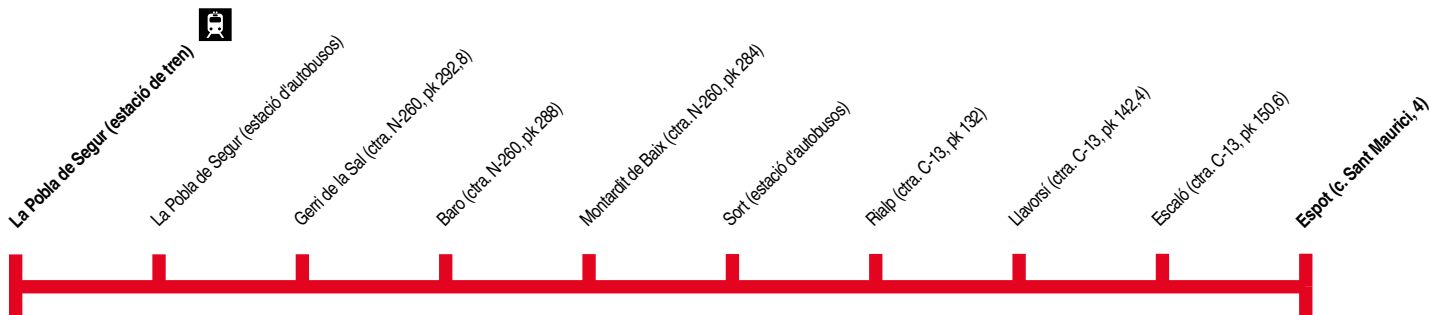 La Pobla de Segur (estació de tren)
La Pobla de Segur (estació d'autobusos)
Gerri de la Sal (ctra. N-260, pk 292,8)
Baro (ctra. N-260, pk 288)
Montardit de Baix (ctra. N-260, pk 284)
Sort (estació d'autobusos)
Rialp (ctra. C-13, pk 132)
Llavorsí (ctra. C-13, pk 142,4)
Escaló (ctra. C-13, pk 150,6)
Espot (c. Sant Maurici, 4)